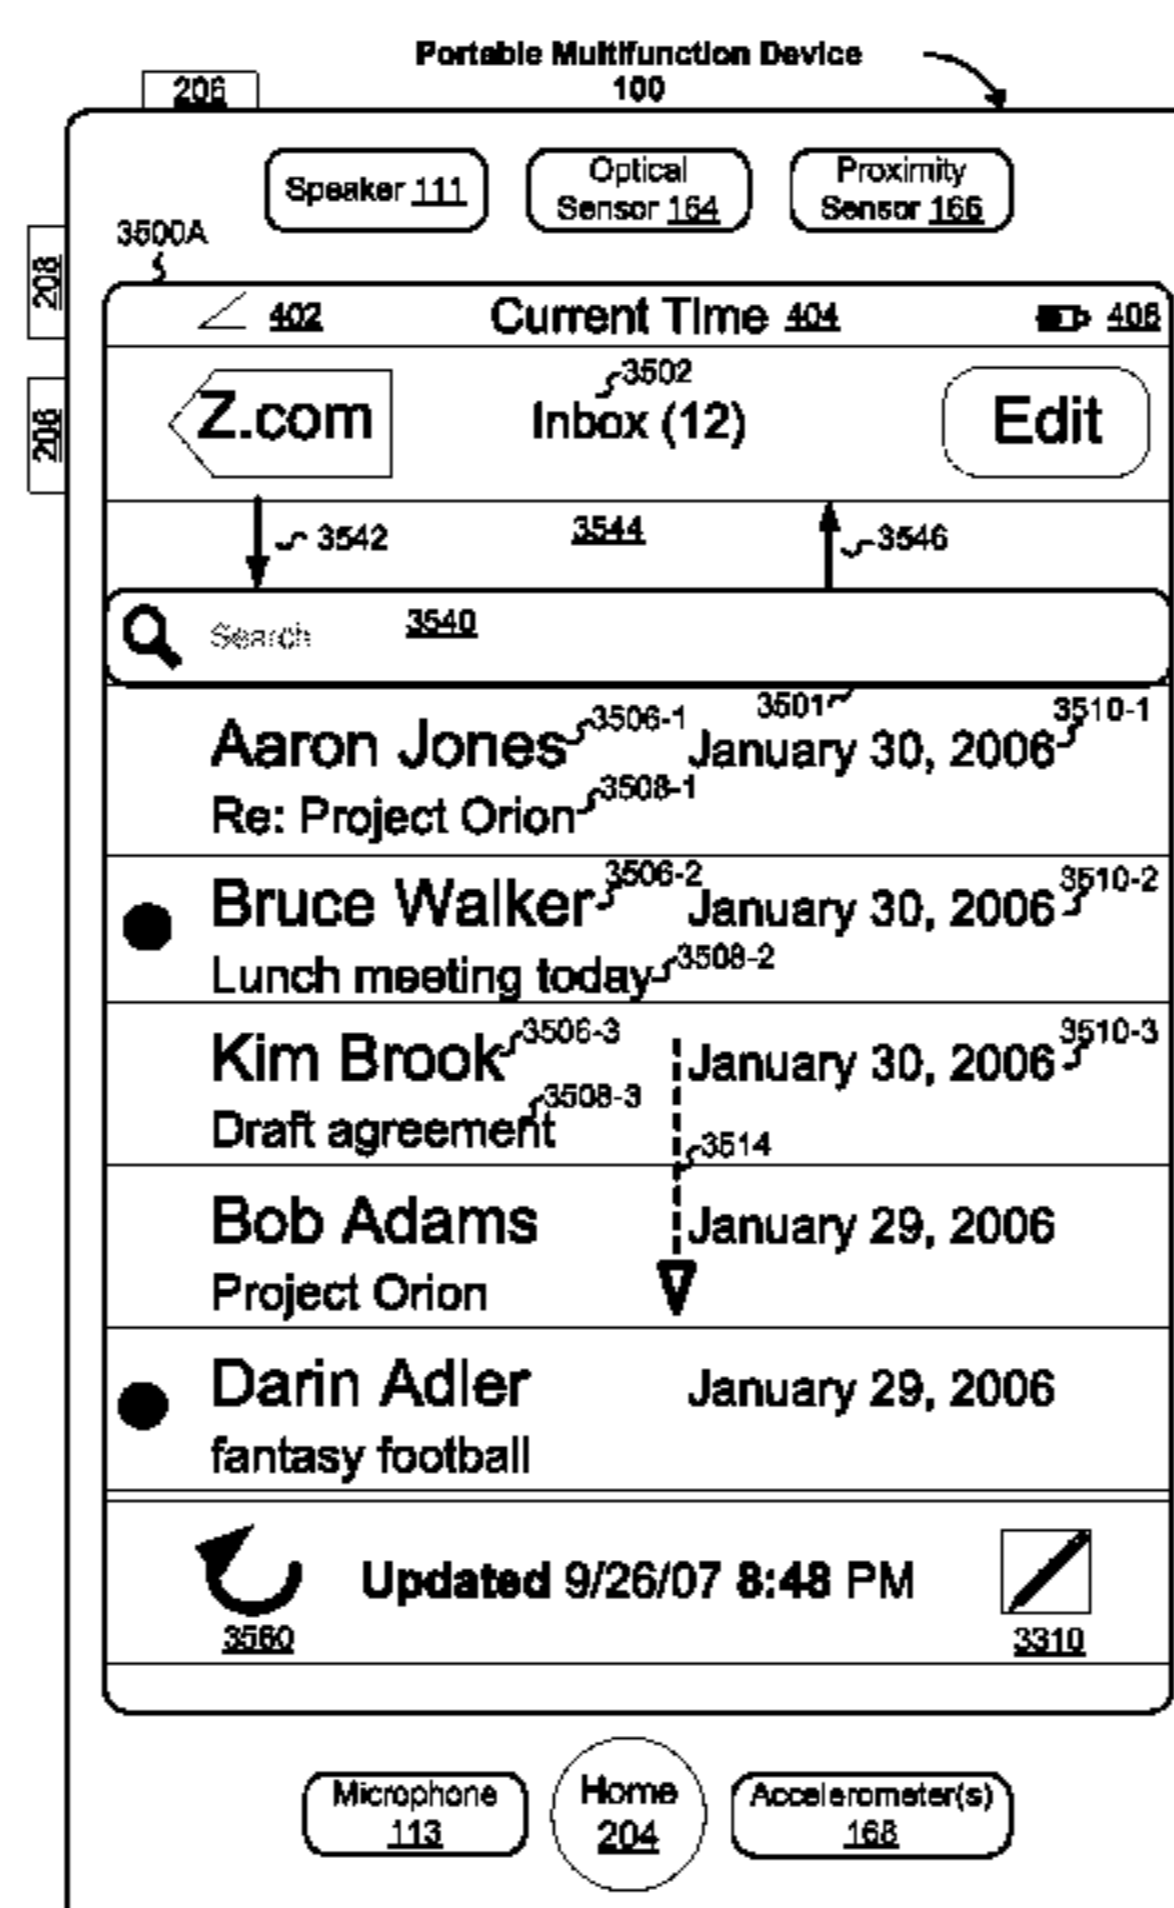 Portable Multifunction Device
100
206
Speaker 111
Optical
Sensor 164
Proximity
Sensor 166
3500A
208
402
Current Time 404
406
3502
Z.com
Inbox (12)
Edit
208
3542
3544
3546
Search
3540
3501
3506-1
3510-1
Aaron Jones
January 30, 2006
3508-1
Re: Project Orion
3506-2
3510-2
Bruce Walker
January 30, 2006
3508-2
Lunch meeting today
3506-3
3510-3
Kim Brook
January 30, 2006
3508-3
Draft agreement
3514
Bob Adams
January 29, 2006
Project Orion
Darin Adler
January 29, 2006
fantasy football
Updated 9/26/07 8:48 PM
3560
3310
Microphone
113
Home
204
Accelerometer(s)
168